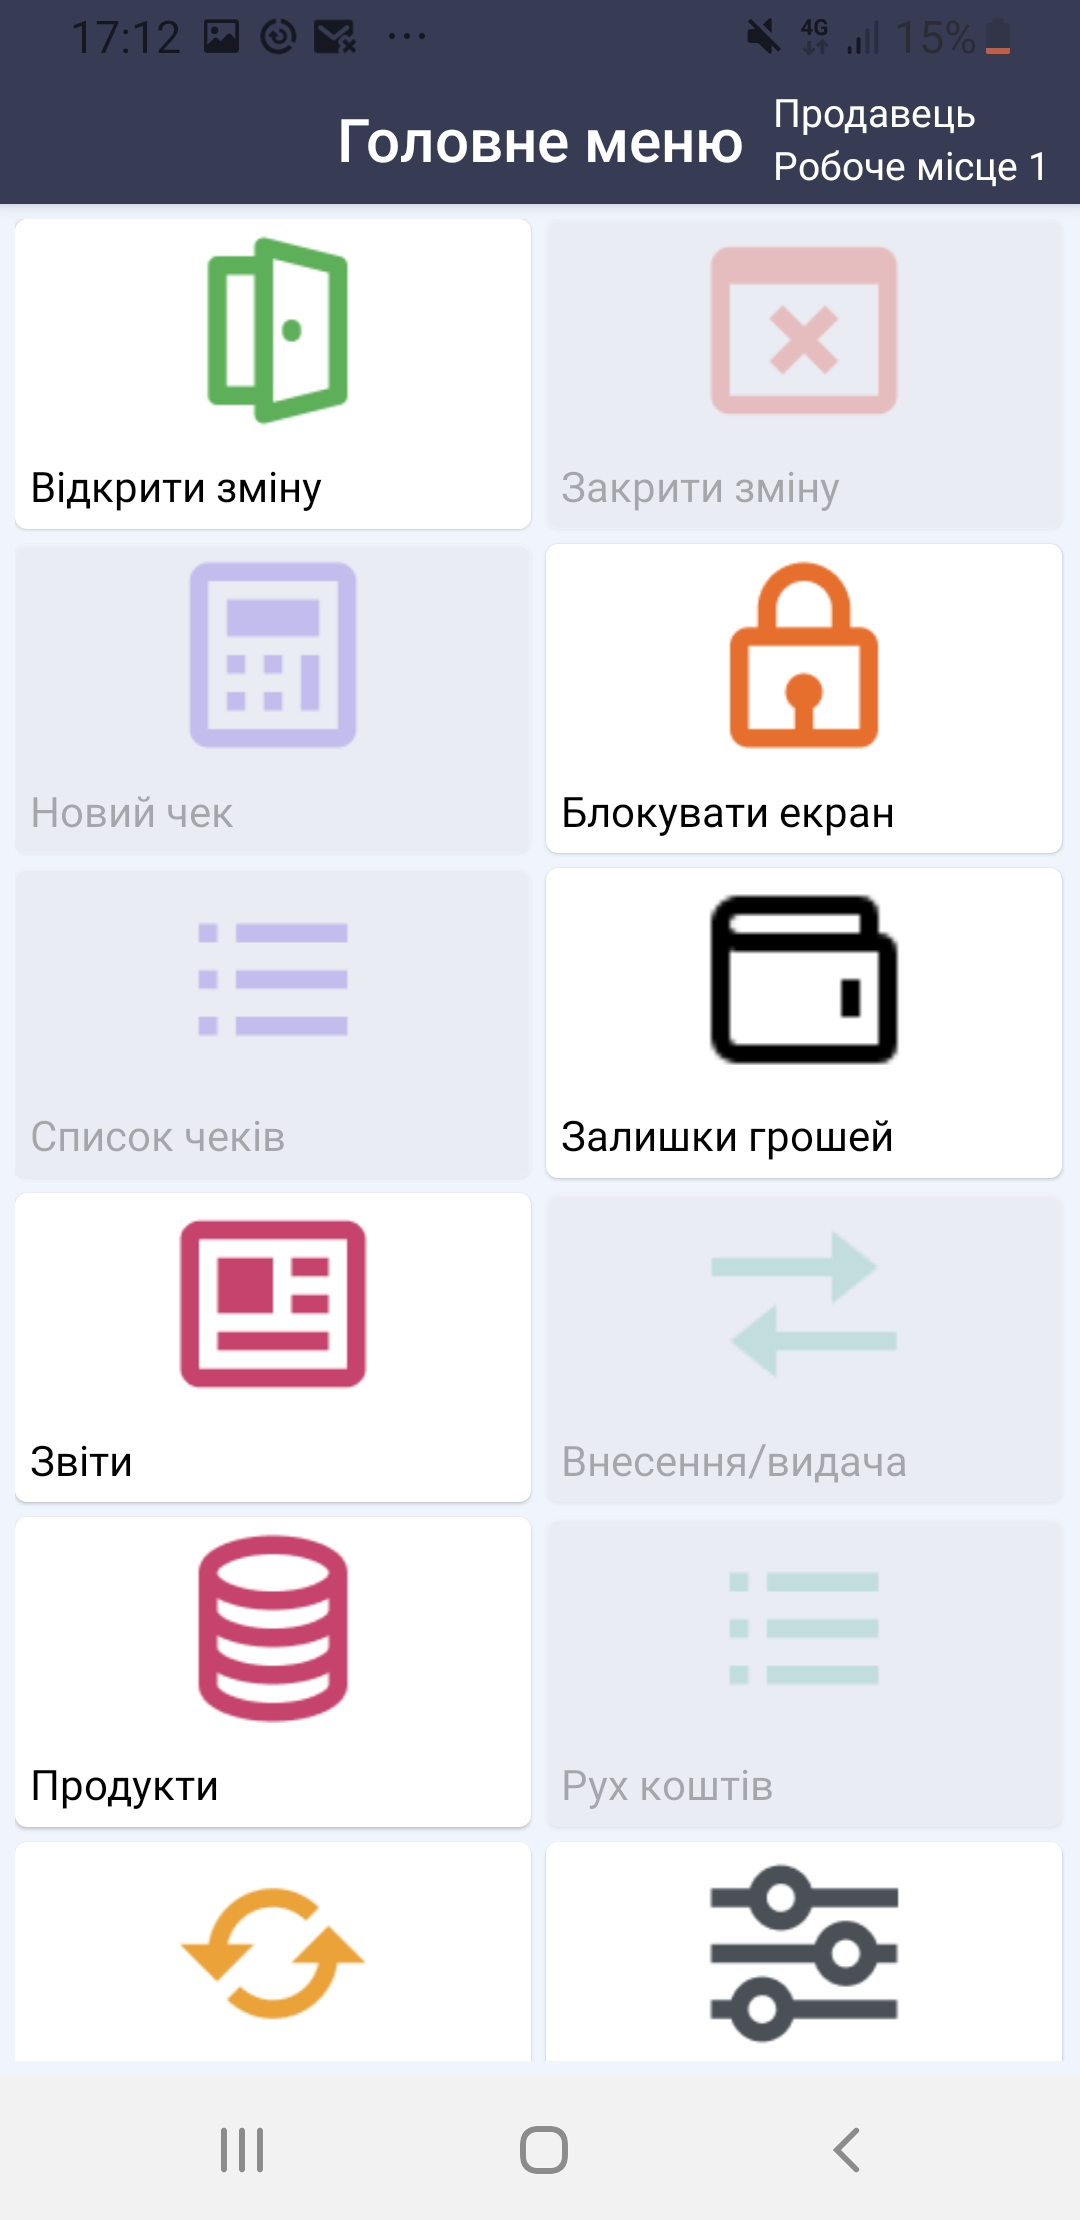 17:12
4G
15%
Головне меню
Продавець
Робоче місце 1
Відкрити зміну
Закрити зміну
Новий чек
Блокувати екран
Список чеків
Залишки грошей
Звіти
Внесення/видача
Продукти
Рух коштів